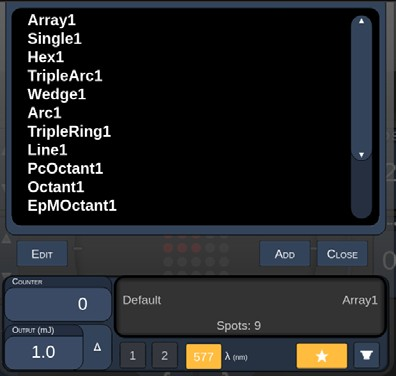 Array1
Single1
Hex1
TripleArc1
Wedge1
Arc1
TripleRing1
Line1
PcOctant1
Octant1
EpMOctant1
EDIT ADD CLOSE
COUNTER
0
Default Array1
Spots: 9
OUTPUT (mJ)
1.0 Δ
1 2 577 λ (nm)